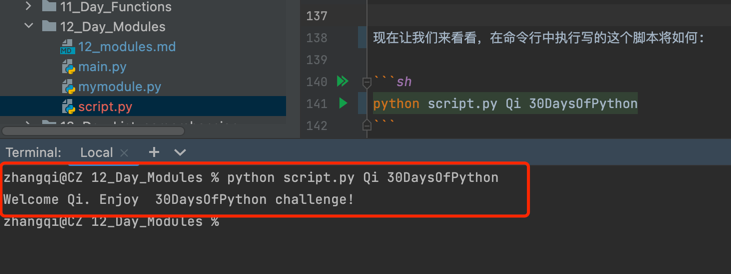 11_Day_Functions
12_Day_Modules
12_modules.md
main.py
mymodule.py
script.py
137
138 现在让我们来看看，在命令行中执行写的这个脚本将如何：
139
140 ```sh
141 python script.py Qi 30DaysOfPython
142 ```
Terminal: Local
zhangqi@CZ 12_Day_Modules % python script.py Qi 30DaysOfPython
Welcome Qi. Enjoy  30DaysOfPython challenge!
zhangqi@CZ 12_Day_Modules %